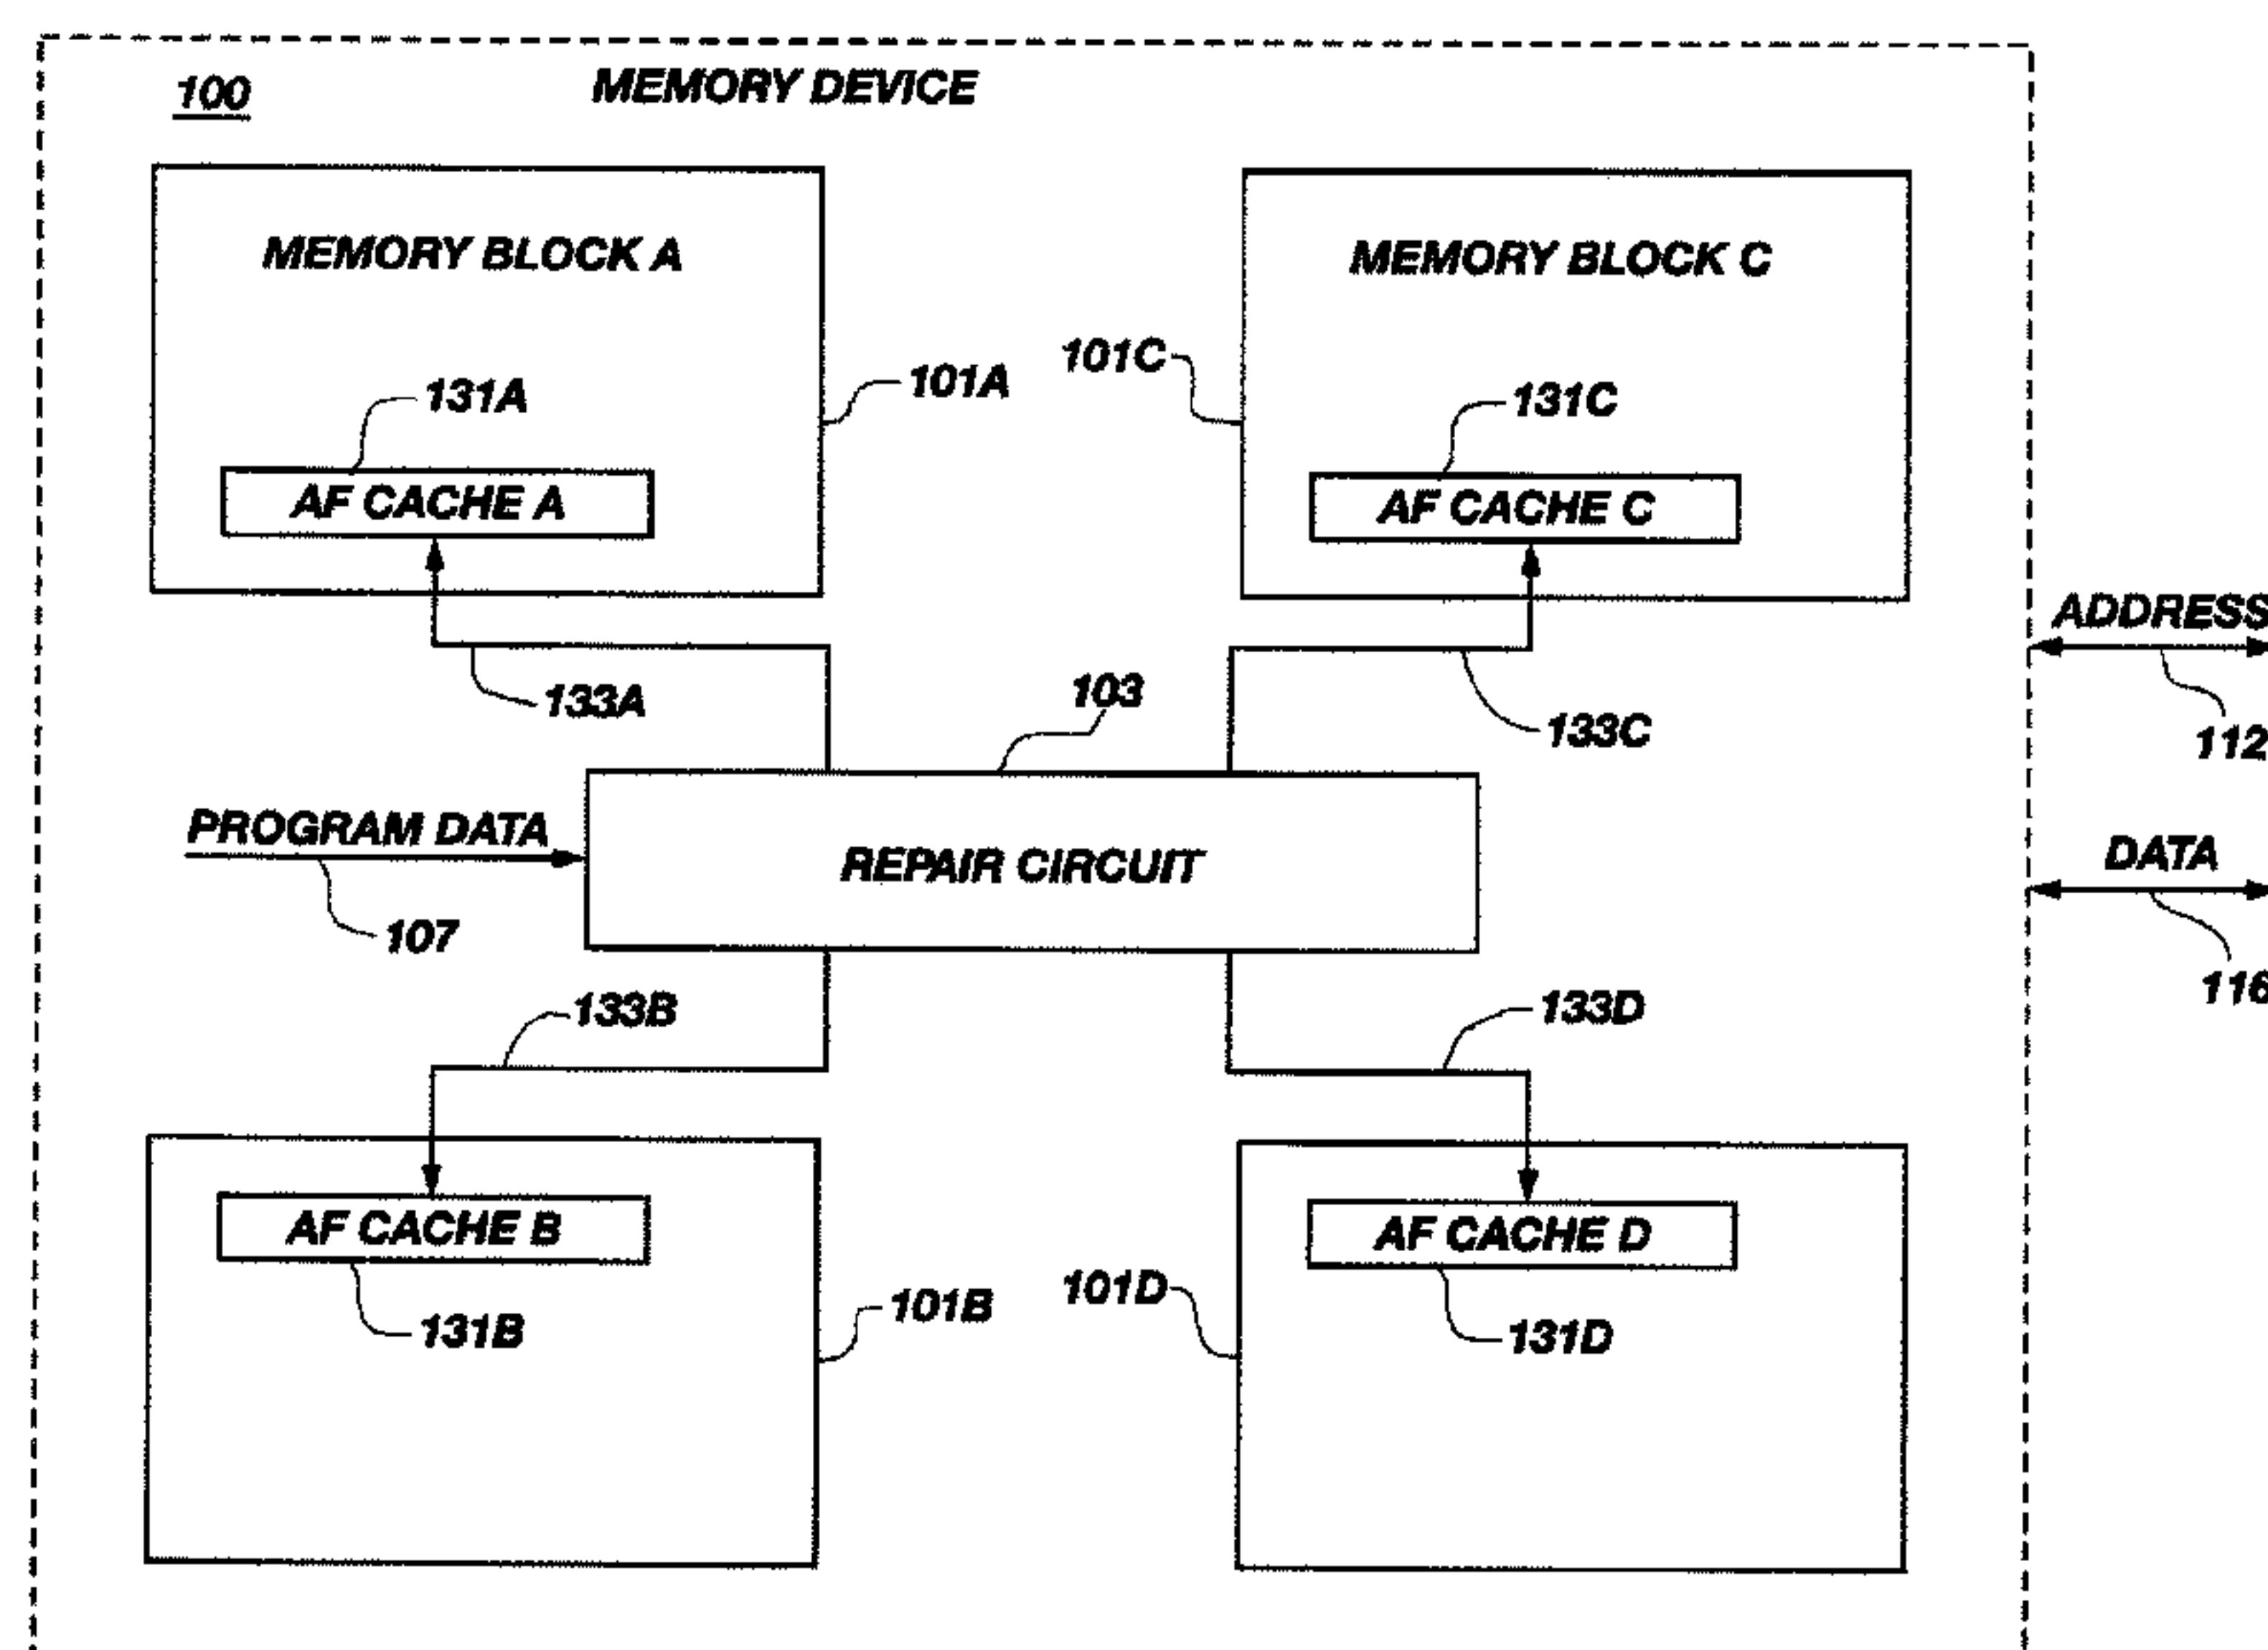 100
MEMORY DEVICE
MEMORY BLOCK A
MEMORY BLOCK C
101A
101C
131A
131C
AF CACHE A
AF CACHE C
ADDRESS
133A
103
133C
112
PROGRAM DATA
REPAIR CIRCUIT
DATA
107
116
133B
133D
AF CACHE B
AF CACHE D
101B
101D
131B
131D